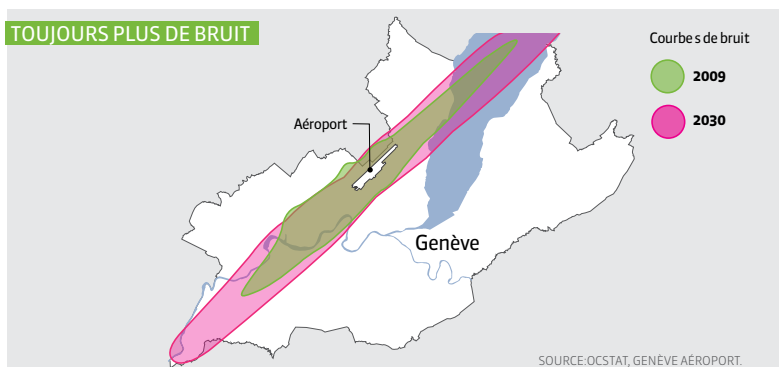 TOUJOURS PLUS DE BRUIT
Courbes de bruit
2009
2030
Aéroport
Genève
SOURCE:OCSTAT, GENÈVE AÉROPORT.